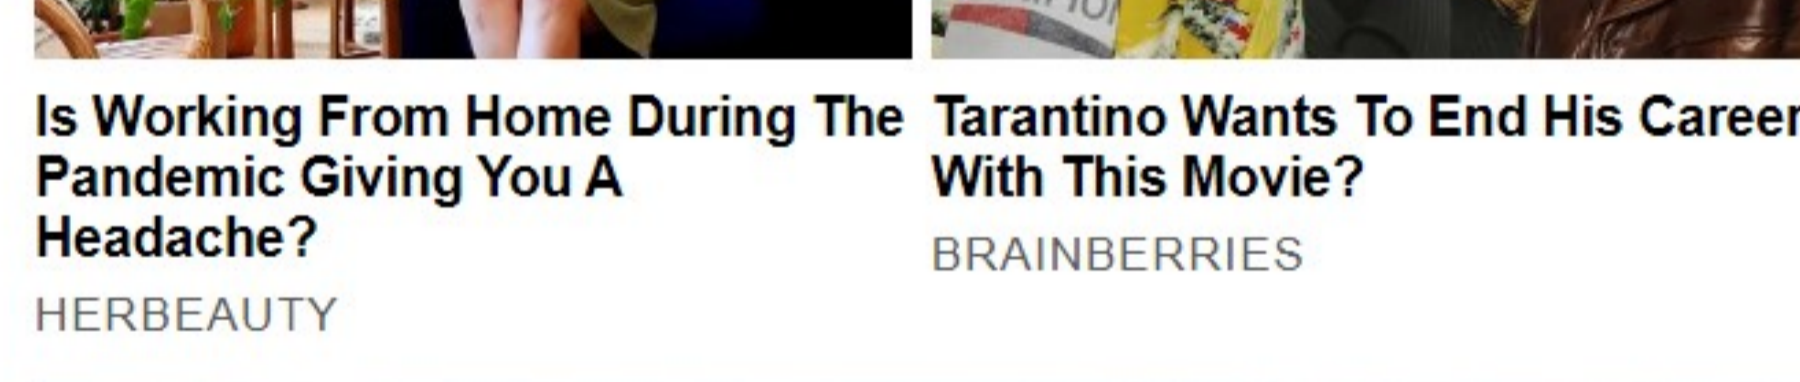 Is Working From Home During The
Pandemic Giving You A
Headache?
HERBEAUTY
Tarantino Wants To End His Career
With This Movie?
BRAINBERRIES